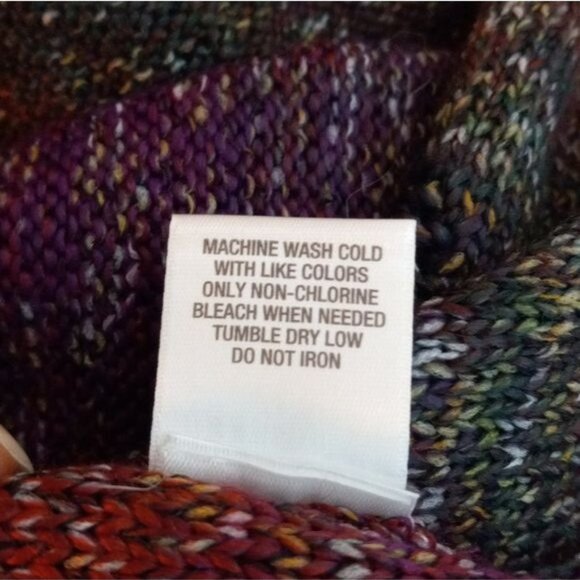 MACHINE WASH COLD
WITH LIKE COLORS
ONLY NON-CHLORINE
BLEACH WHEN NEEDED
TUMBLE DRY LOW
DO NOT IRON